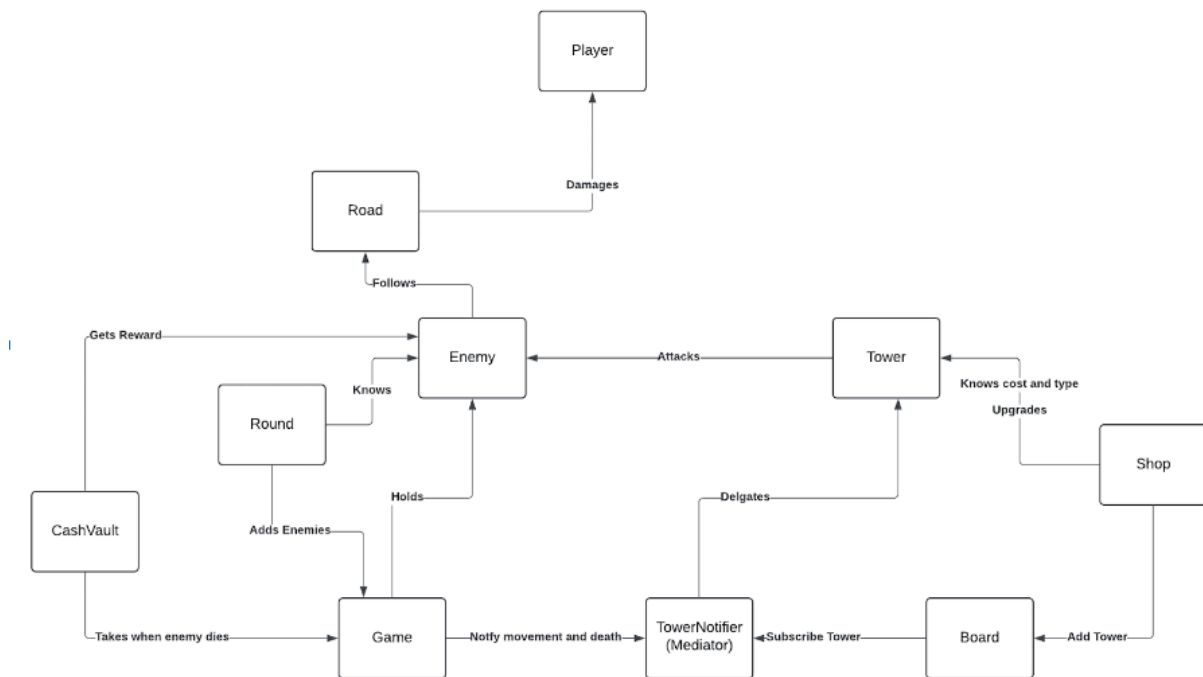 Player
Damages
Road
Follows
Gets Reward
Enemy
Attacks
Tower
Knows cost and type
Knows
Upgrades
Round
Shop
Holds
Delgates
CashVault
Adds Enemies
Game
Notfy movement and death
TowerNotifier
(Mediator)
Subscribe Tower
Board
Add Tower
Takes when enemy dies